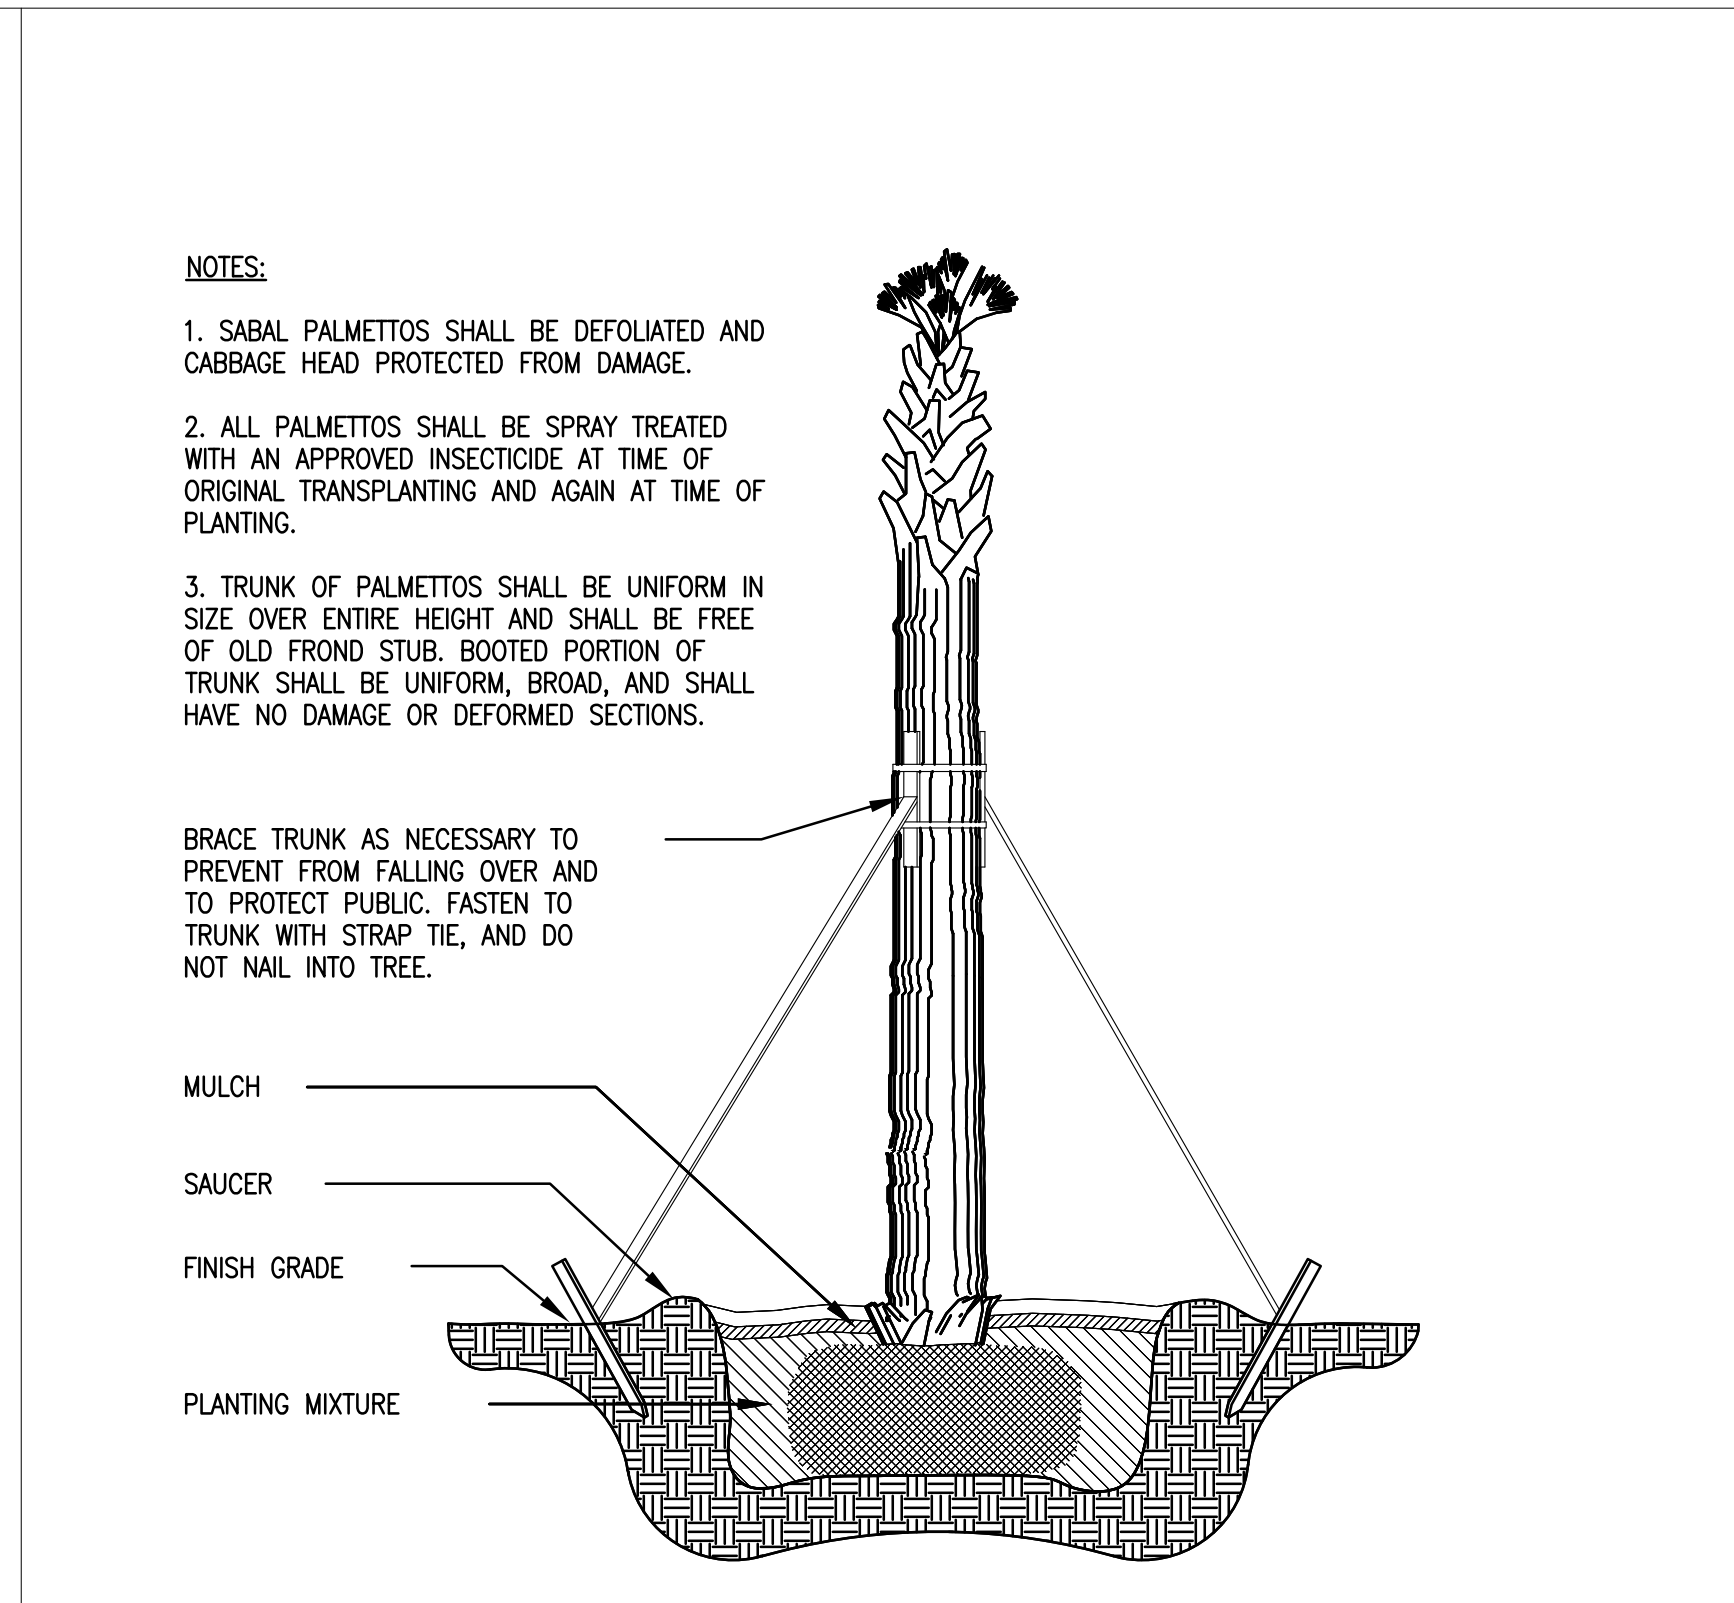 NOTES:
1. SABAL PALMETTOS SHALL BE DEFOLIATED AND
CABBAGE HEAD PROTECTED FROM DAMAGE.
2. ALL PALMETTOS SHALL BE SPRAY TREATED
WITH AN APPROVED INSECTICIDE AT TIME OF
ORIGINAL TRANSPLANTING AND AGAIN AT TIME OF
PLANTING.
3. TRUNK OF PALMETTOS SHALL BE UNIFORM IN
SIZE OVER ENTIRE HEIGHT AND SHALL BE FREE
OF OLD FROND STUB. BOOTED PORTION OF
TRUNK SHALL BE UNIFORM, BROAD, AND SHALL
HAVE NO DAMAGE OR DEFORMED SECTIONS.
BRACE TRUNK AS NECESSARY TO
PREVENT FROM FALLING OVER AND
TO PROTECT PUBLIC. FASTEN TO
TRUNK WITH STRAP TIE, AND DO
NOT NAIL INTO TREE.
MULCH
SAUCER
FINISH GRADE
PLANTING MIXTURE